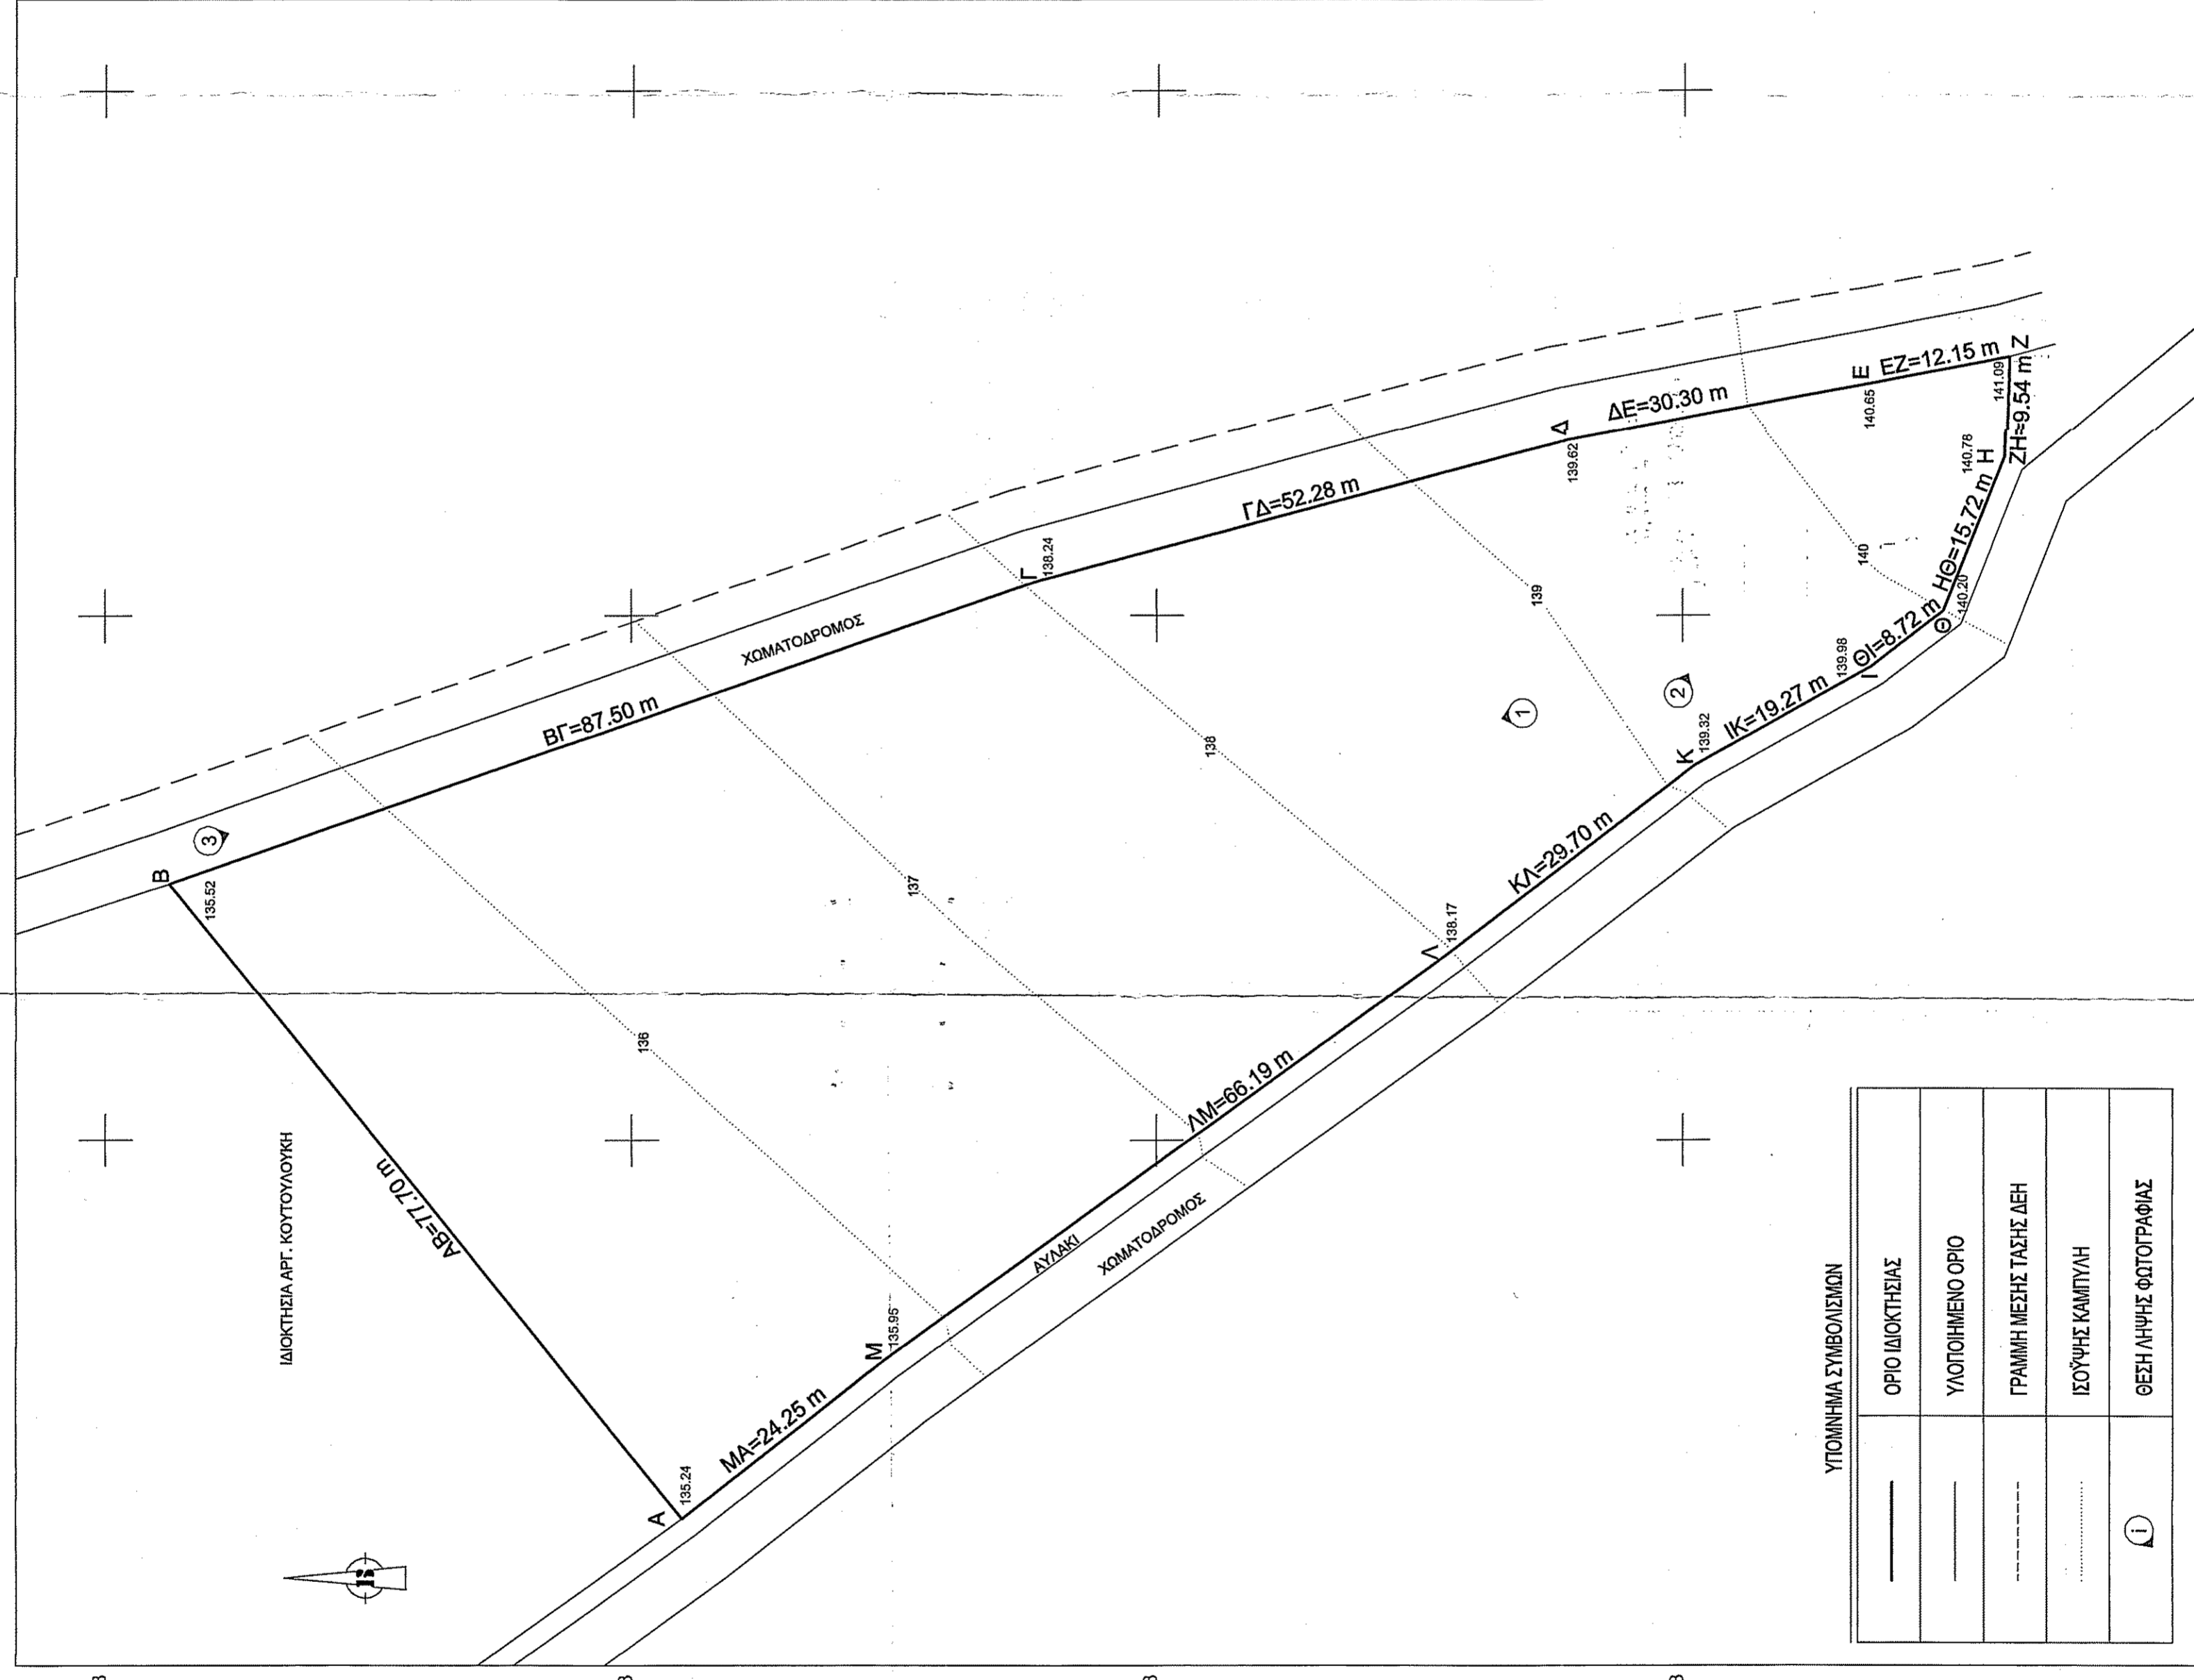 Β
135.52
3
ΙΔΙΟΚΤΗΣΙΑ ΑΡΓ. ΚΟΥΤΟΥΛΟΥΚΗ
ΑΒ=77.70 m
ΒΓ=87.50 m
ΧΩΜΑΤΟΔΡΟΜΟΣ
Γ
138.24
ΓΔ=52.28 m
Δ
139.62
ΔΕ=30.30 m
Ε
140.65
ΕΖ=12.15 m
Ζ
141.09
ΖΗ=9.54 m
Η
140.78
ΗΘ=15.72 m
Θ
140.20
ΘΙ=8.72 m
Ι
139.98
ΙΚ=19.27 m
Κ
139.32
ΚΛ=29.70 m
Λ
138.17
ΛΜ=66.19 m
Μ
135.95
ΜΑ=24.25 m
Α
135.24
136
137
138
139
140
1
2
ΑΥΛΑΚΙ
ΧΩΜΑΤΟΔΡΟΜΟΣ
ΥΠΟΜΝΗΜΑ ΣΥΜΒΟΛΙΣΜΩΝ
ΟΡΙΟ ΙΔΙΟΚΤΗΣΙΑΣ
ΥΛΟΠΟΙΗΜΕΝΟ ΟΡΙΟ
ΓΡΑΜΜΗ ΜΕΣΗΣ ΤΑΣΗΣ ΔΕΗ
ΙΣΟΫΨΗΣ ΚΑΜΠΥΛΗ
i
ΘΕΣΗ ΛΗΨΗΣ ΦΩΤΟΓΡΑΦΙΑΣ